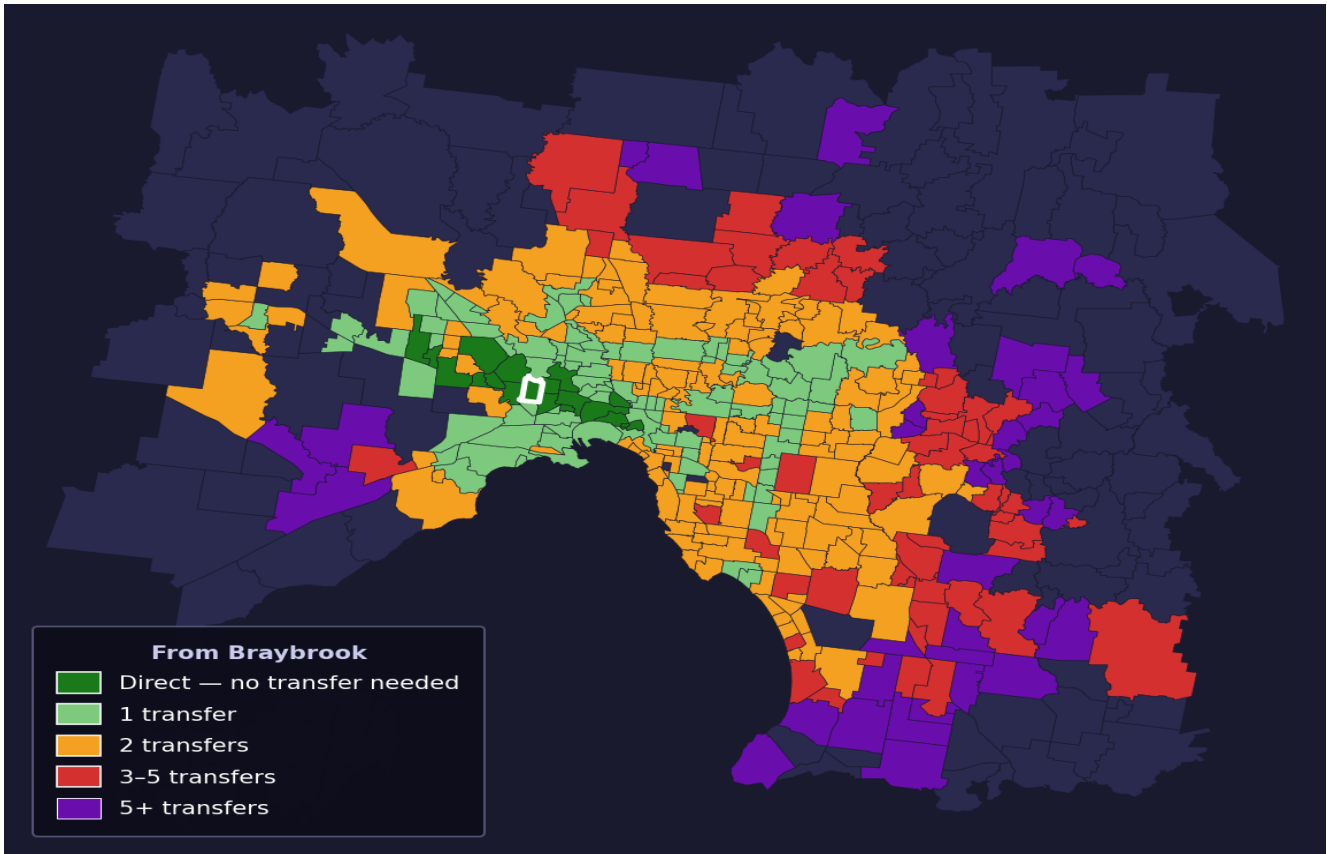 From Braybrook
Direct — no transfer needed
1 transfer
2 transfers
3–5 transfers
5+ transfers